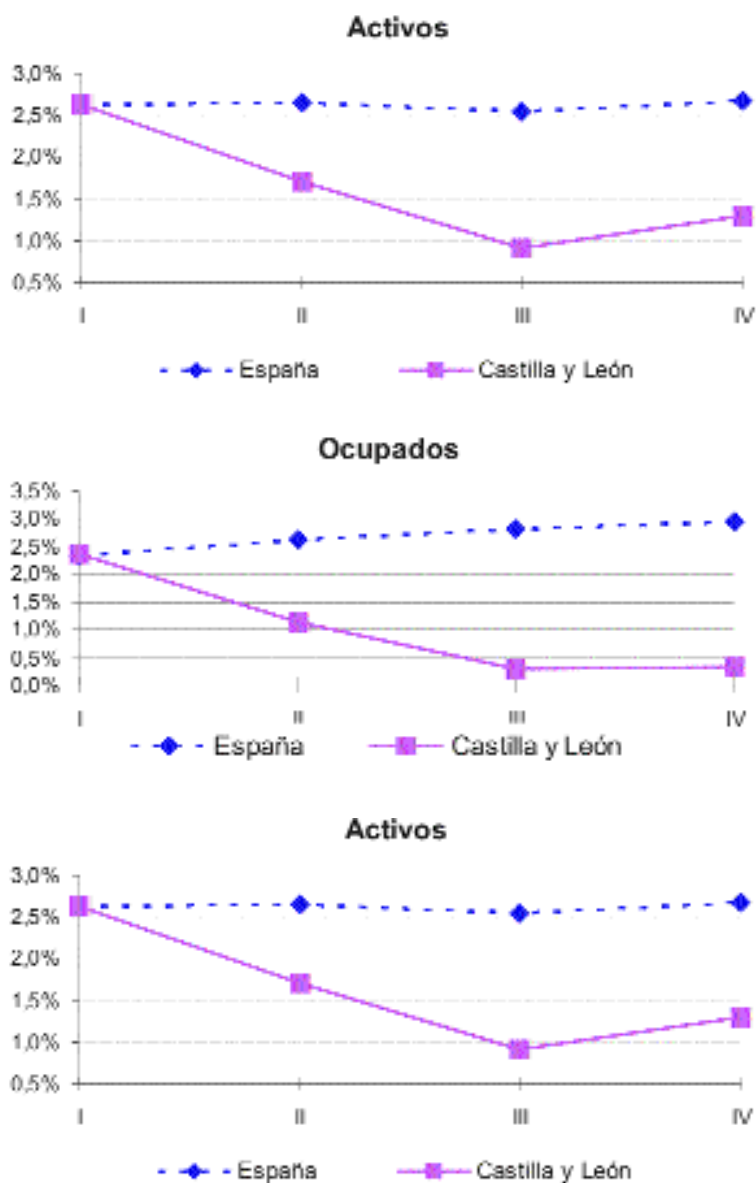 Activos
3,0%
2,5%
2,0%
1,5%
1,0%
0,5%
I II III IV
España Castilla y León
Ocupados
3,5%
3,0%
2,5%
2,0%
1,5%
1,0%
0,5%
0,0%
I II III IV
España Castilla y León
Activos
3,0%
2,5%
2,0%
1,5%
1,0%
0,5%
I II III IV
España Castilla y León